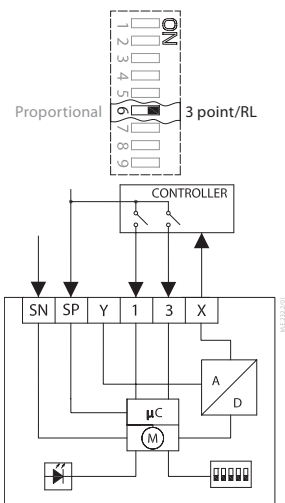 ON
1
2
3
4
5
Proportional 6 3 point/RL
7
8
9
CONTROLLER
SN SP Y 1 3 X
A
D
µC
M